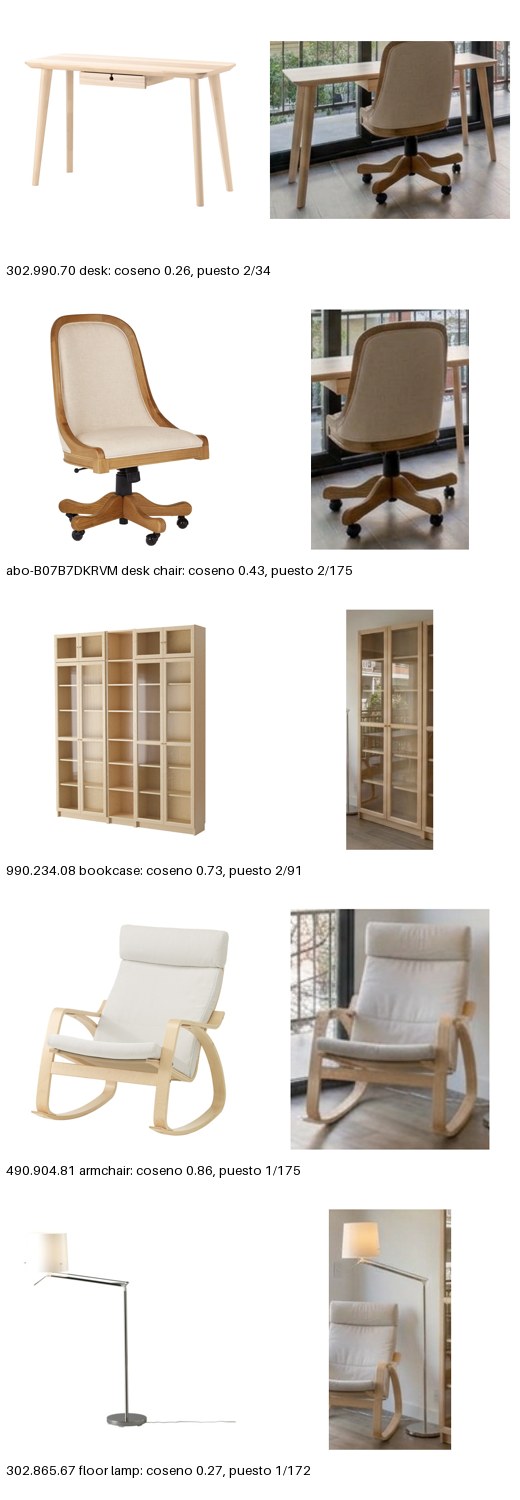 302.990.70 desk: coseno 0.26, puesto 2/34
abo-B07B7DKRVM desk chair: coseno 0.43, puesto 2/175
990.234.08 bookcase: coseno 0.73, puesto 2/91
490.904.81 armchair: coseno 0.86, puesto 1/175
302.865.67 floor lamp: coseno 0.27, puesto 1/172